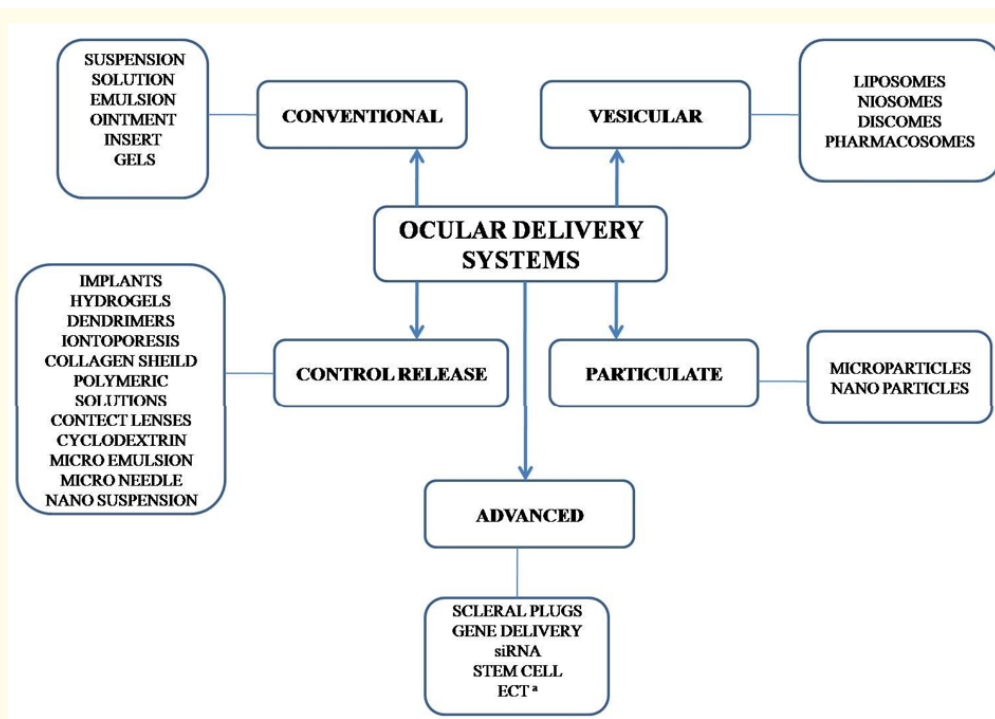 SUSPENSION
SOLUTION
EMULSION
OINTMENT
INSERT
GELS
CONVENTIONAL
VESICULAR
LIPOSOMES
NIOSOMES
DISCOMES
PHARMACOSOMES
OCULAR DELIVERY
SYSTEMS
IMPLANTS
HYDROGELS
DENDRIMERS
IONTOPORESIS
COLLAGEN SHEILD
POLYMERIC
SOLUTIONS
CONTECT LENSES
CYCLODEXTRIN
MICRO EMULSION
MICRO NEEDLE
NANO SUSPENSION
CONTROL RELEASE
PARTICULATE
MICROPARTICLES
NANO PARTICLES
ADVANCED
SCLERAL PLUGS
GENE DELIVERY
siRNA
STEM CELL
ECT ª